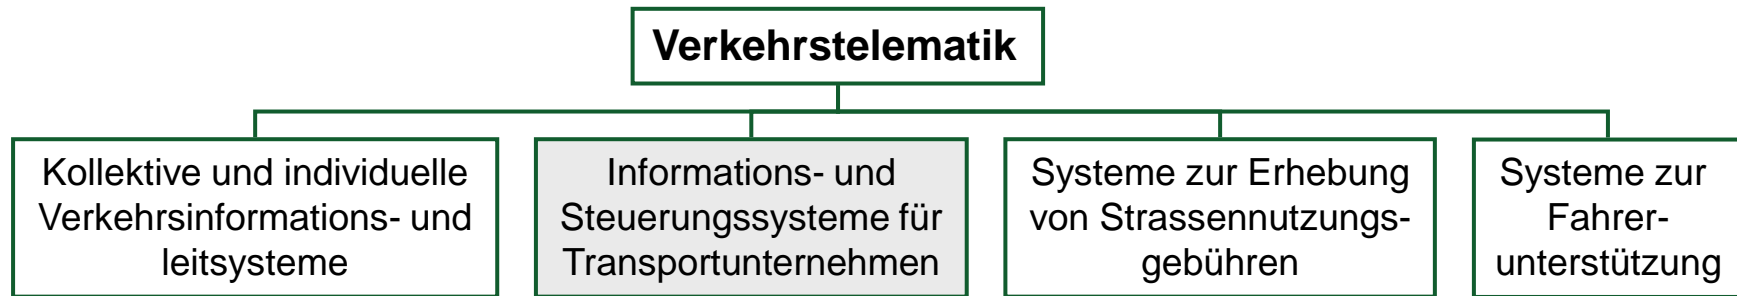 Verkehrstelematik
Kollektive und individuelle
Verkehrsinformations- und
leitsysteme
Informations- und
Steuerungssysteme für
Transportunternehmen
Systeme zur Erhebung
von Strassennutzungs-
gebühren
Systeme zur
Fahrer-
unterstützung